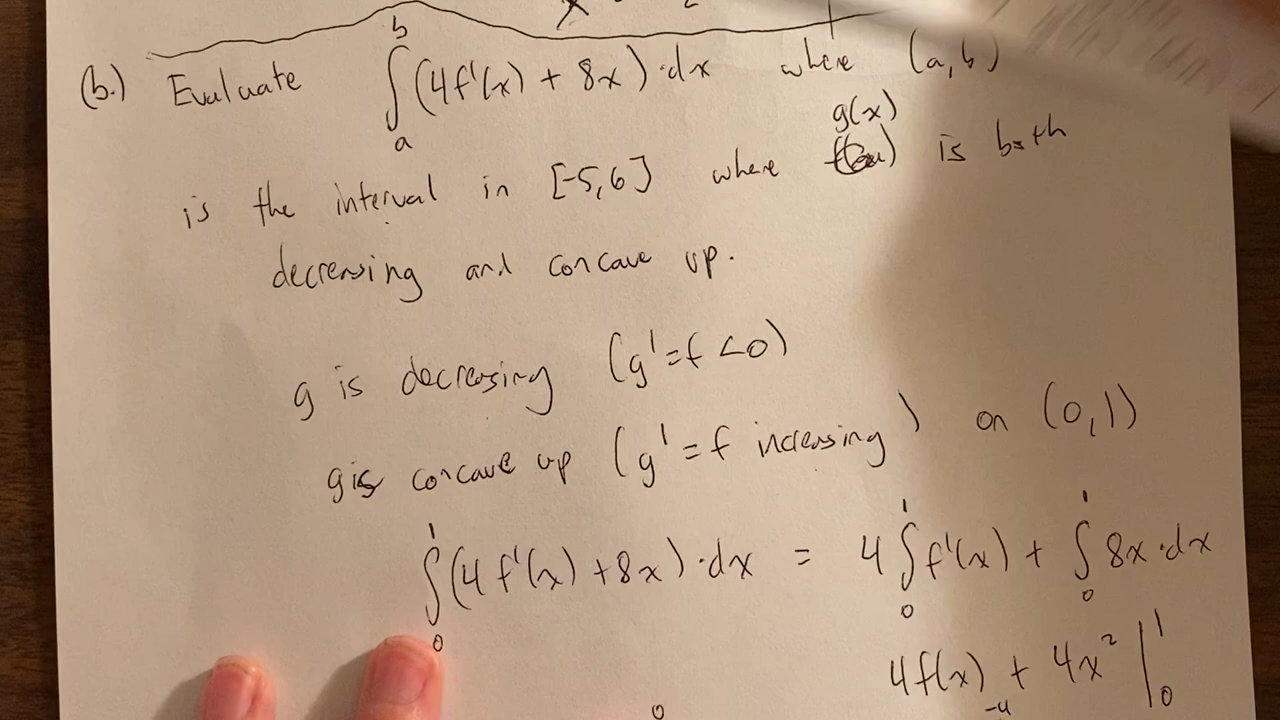 (b.) Evaluate ∫_a^b (4f'(x) + 8x)·dx where (a,b)
g(x)
is the interval in [-5,6] where is both
decreasing and concave up.
g is decreasing (g'=f <0)
g is concave up (g'=f increasing) on (0,1)
∫_0^1 (4f'(x) +8x)·dx = 4∫_0^1 f'(x) + ∫_0^1 8x·dx
4f(x) + 4x² |_0^1